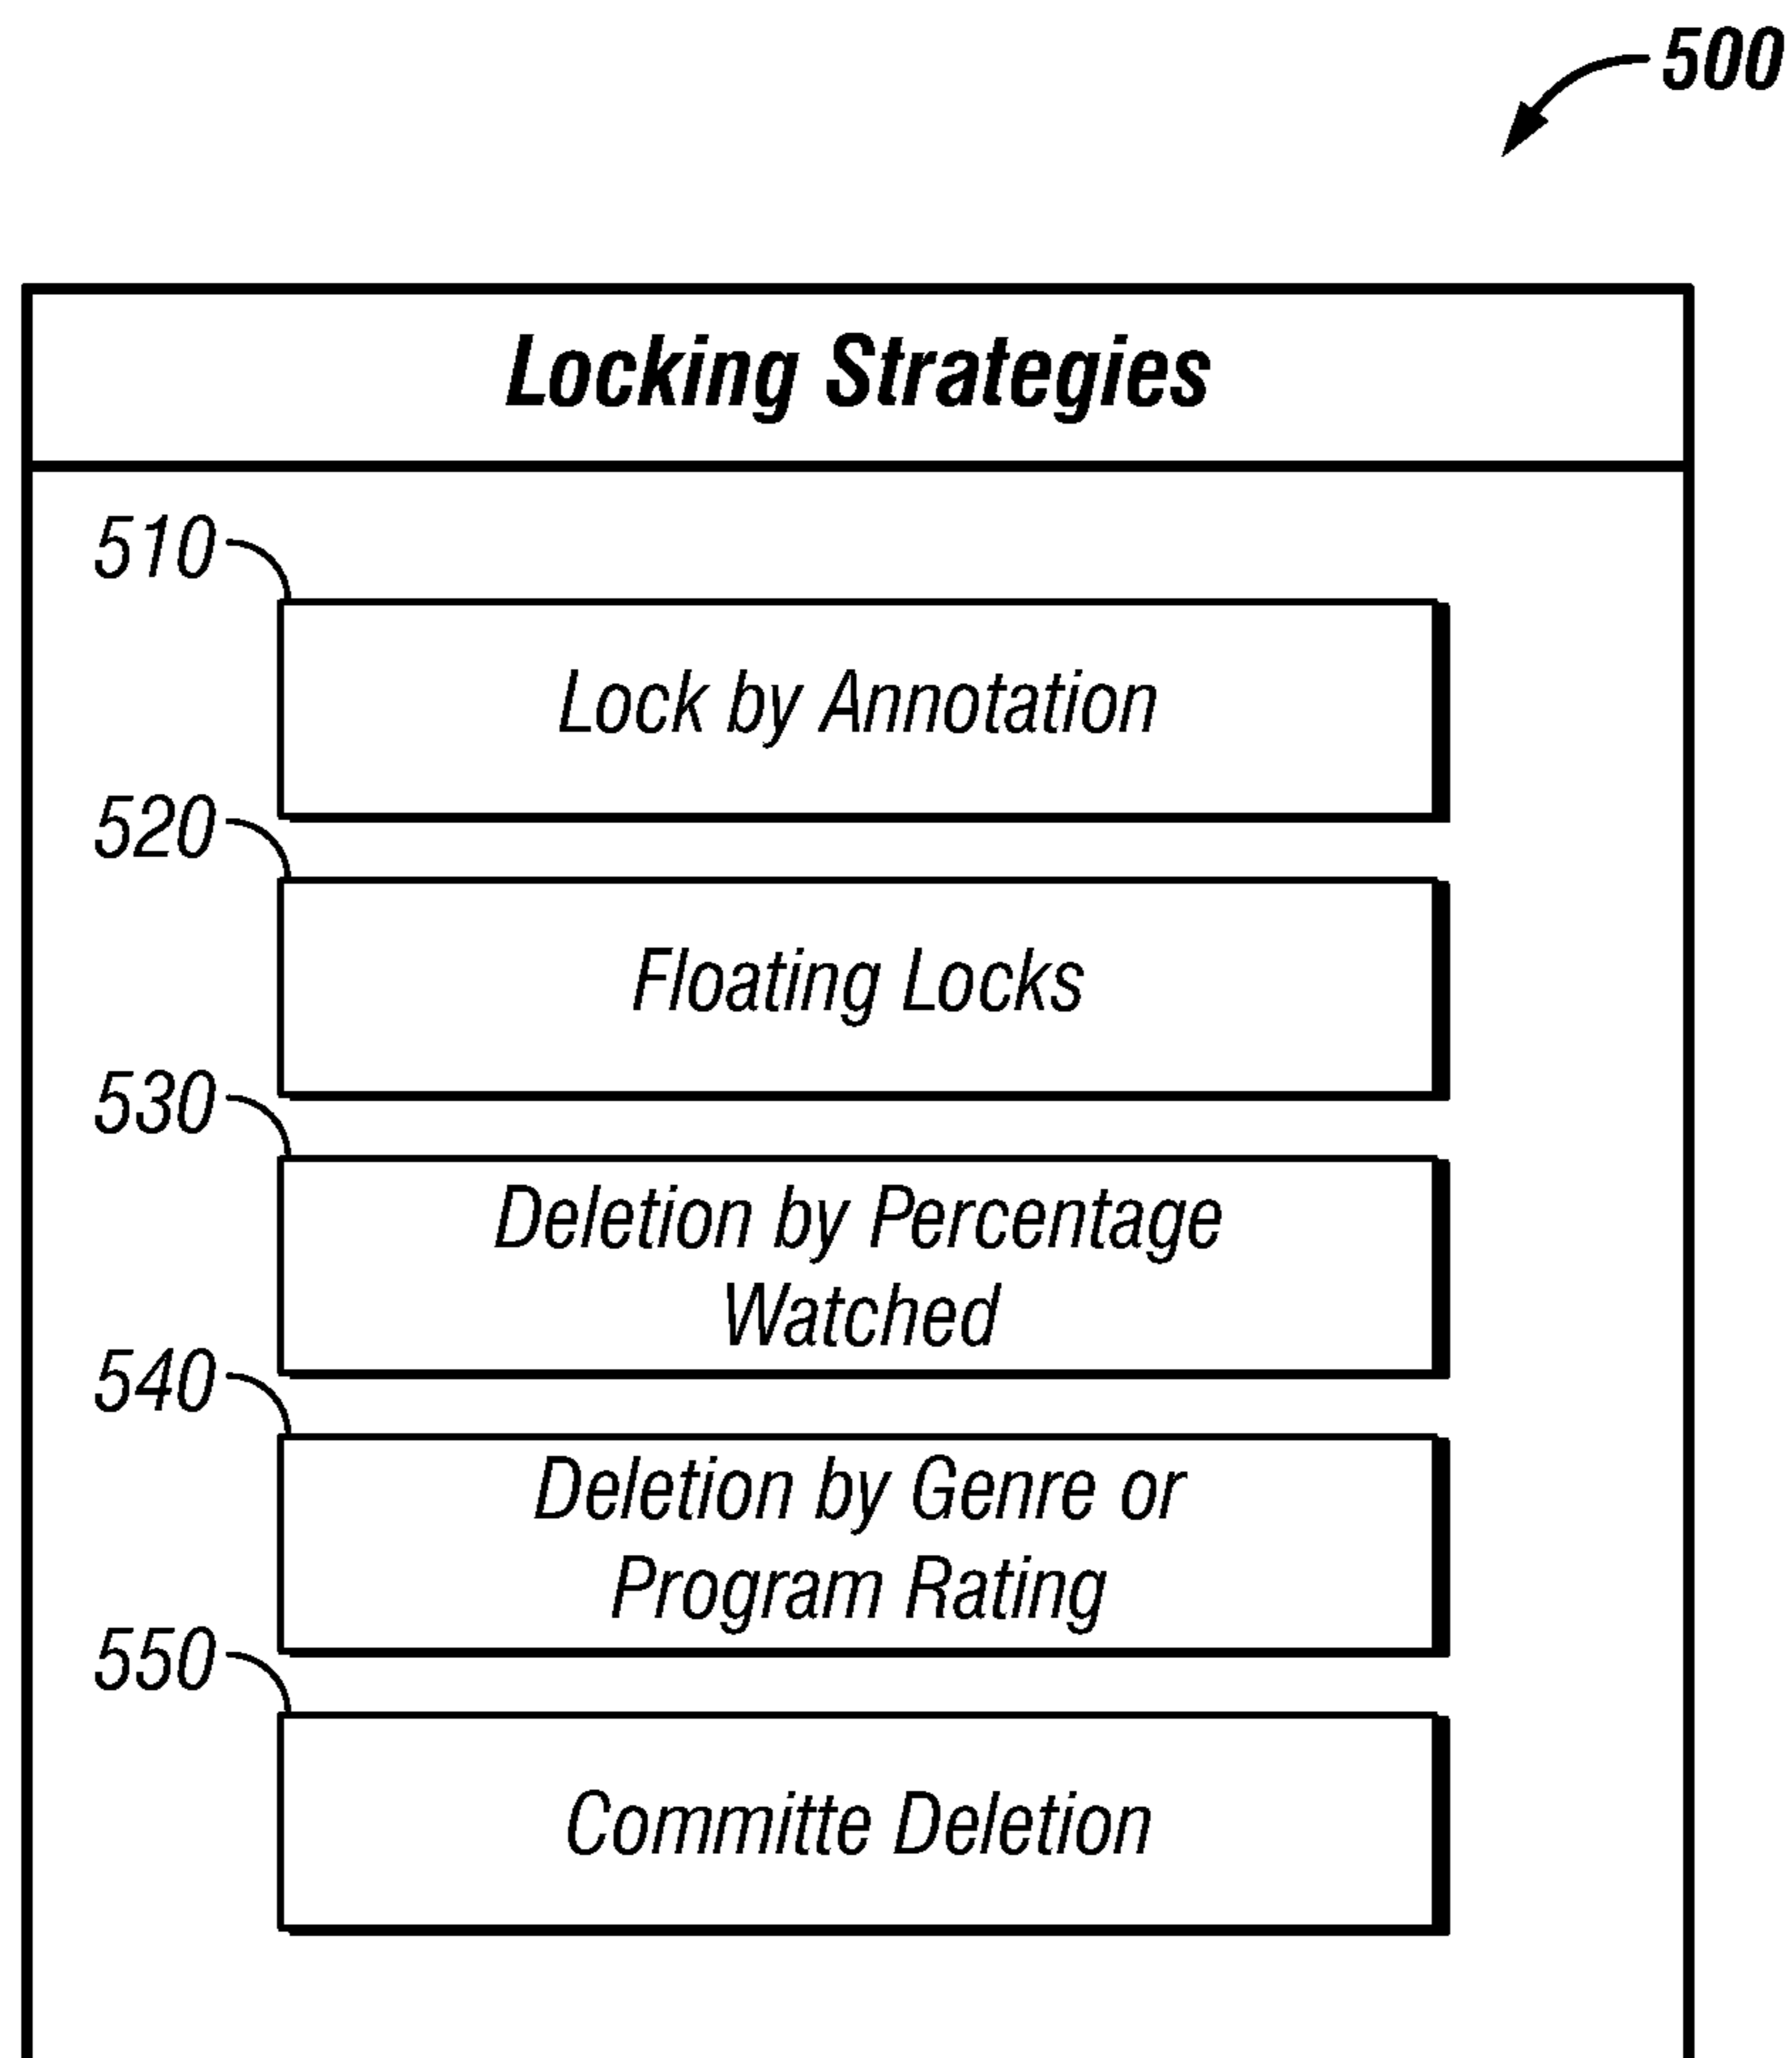 500
Locking Strategies
510
Lock by Annotation
520
Floating Locks
530
Deletion by Percentage
Watched
540
Deletion by Genre or
Program Rating
550
Committe Deletion